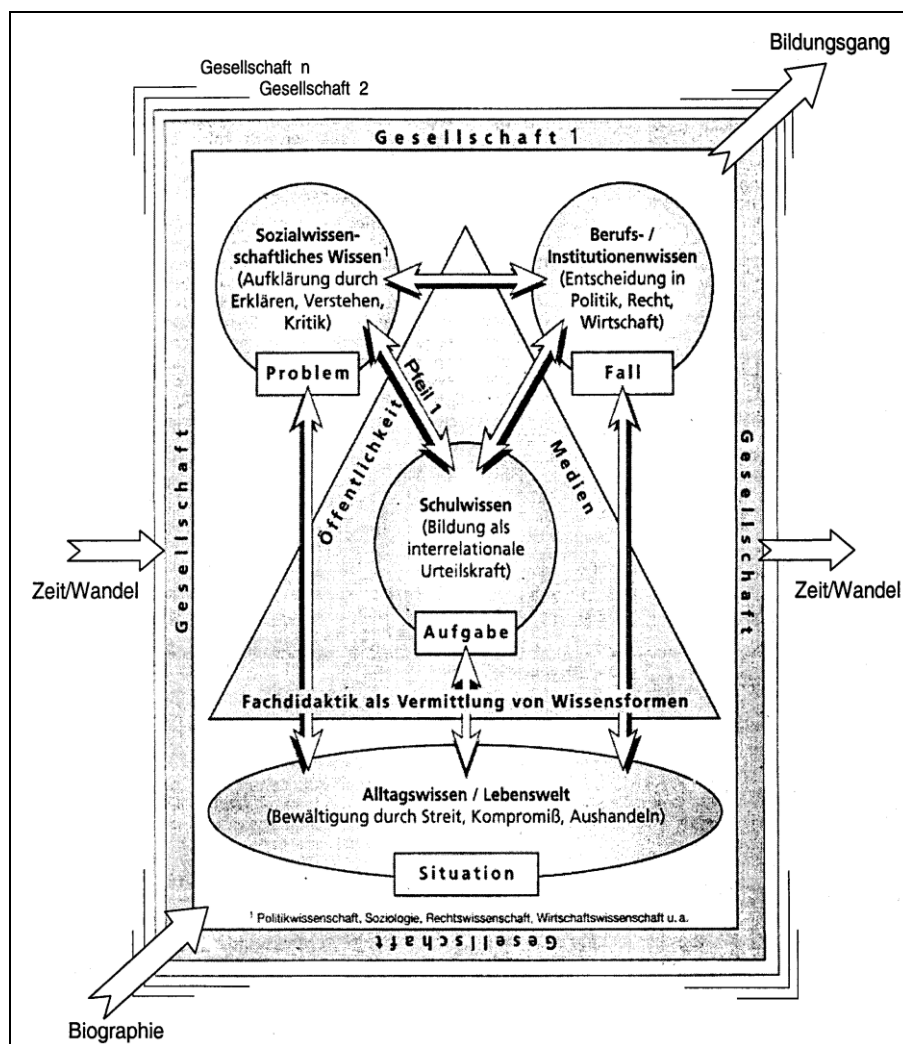 Bildungsgang
Gesellschaft n
Gesellschaft 2
Gesellschaft 1
Sozialwissen-
schaftliches Wissen1
(Aufklärung durch
Erklären, Verstehen,
Kritik)
Problem
Berufs- /
Institutionenwissen
(Entscheidung in
Politik, Recht,
Wirtschaft)
Fall
Pfeil 1
Öffentlichkeit
Medien
Gesellschaft
Gesellschaft
Schulwissen
(Bildung als
interrelationale
Urteilskraft)
Aufgabe
Zeit/Wandel
Zeit/Wandel
Fachdidaktik als Vermittlung von Wissensformen
Alltagswissen / Lebenswelt
(Bewältigung durch Streit, Kompromiß, Aushandeln)
Situation
1 Politikwissenschaft, Soziologie, Rechtswissenschaft, Wirtschaftswissenschaft u. a.
Gesellschaft
Biographie